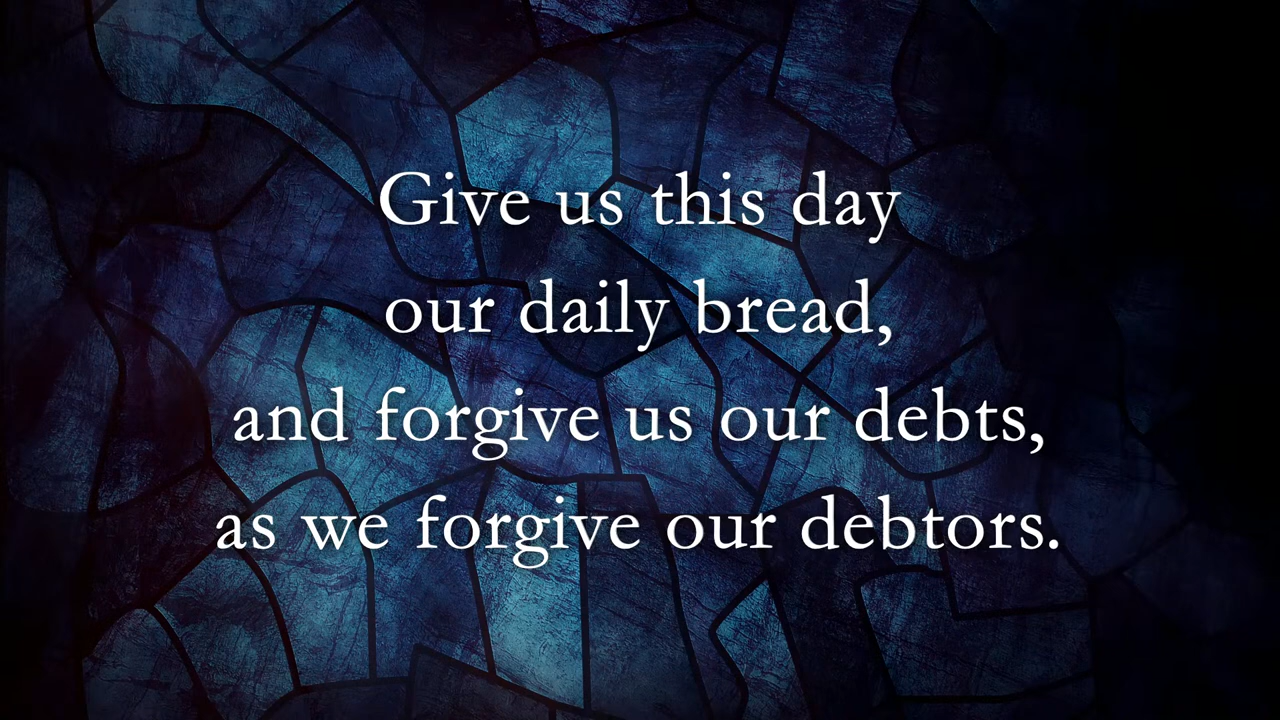 Give us this day
our daily bread,
and forgive us our debts,
as we forgive our debtors.